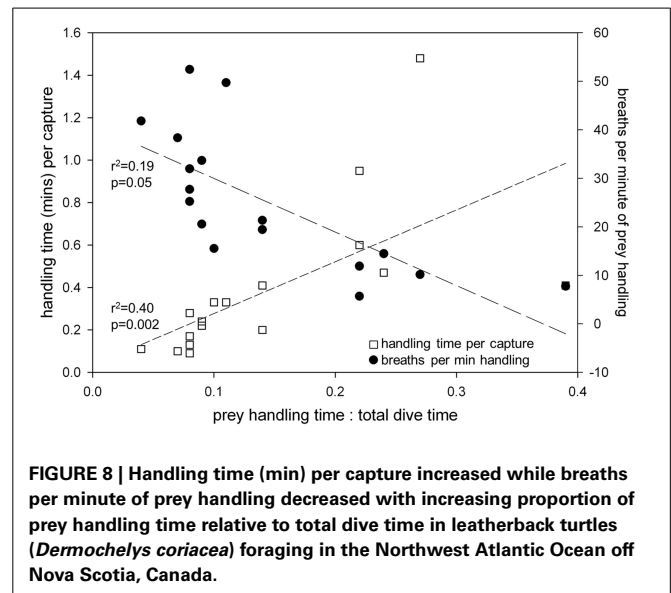 1.6
1.4
1.2
1.0
0.8
0.6
0.4
0.2
0.0
handling time (mins) per capture
60
50
40
30
20
10
0
-10
breaths per minute of prey handling
r²=0.19
p=0.05
r²=0.40
p=0.002
handling time per capture
breaths per min handling
0.0 0.1 0.2 0.3 0.4
prey handling time : total dive time
FIGURE 8 | Handling time (min) per capture increased while breaths
per minute of prey handling decreased with increasing proportion of
prey handling time relative to total dive time in leatherback turtles
(Dermochelys coriacea) foraging in the Northwest Atlantic Ocean off
Nova Scotia, Canada.